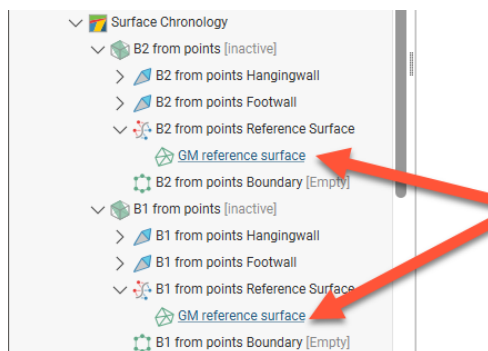 Surface Chronology
B2 from points [inactive]
B2 from points Hangingwall
B2 from points Footwall
B2 from points Reference Surface
GM reference surface
B2 from points Boundary [Empty]
B1 from points [inactive]
B1 from points Hangingwall
B1 from points Footwall
B1 from points Reference Surface
GM reference surface
B1 from points Boundary [Empty]